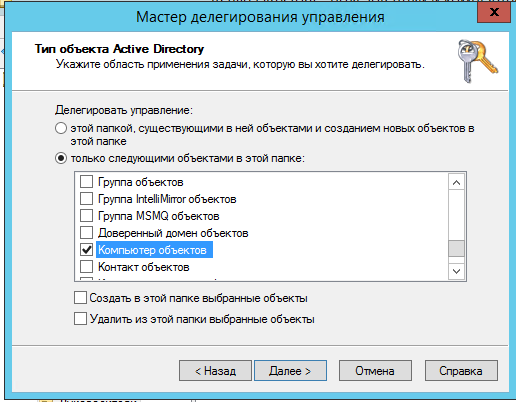 Мастер делегирования управления
x
Тип объекта Active Directory
Укажите область применения задачи, которую вы хотите делегировать.
Делегировать управление:
этой папкой, существующими в ней объектами и созданием новых объектов в
этой папке
только следующими объектами в этой папке:
Группа объектов
Группа IntelliMirror объектов
Группа MSMQ объектов
Доверенный домен объектов
Компьютер объектов
Контакт объектов
Создать в этой папке выбранные объекты
Удалить из этой папки выбранные объекты
< Назад
Далее >
Отмена
Справка